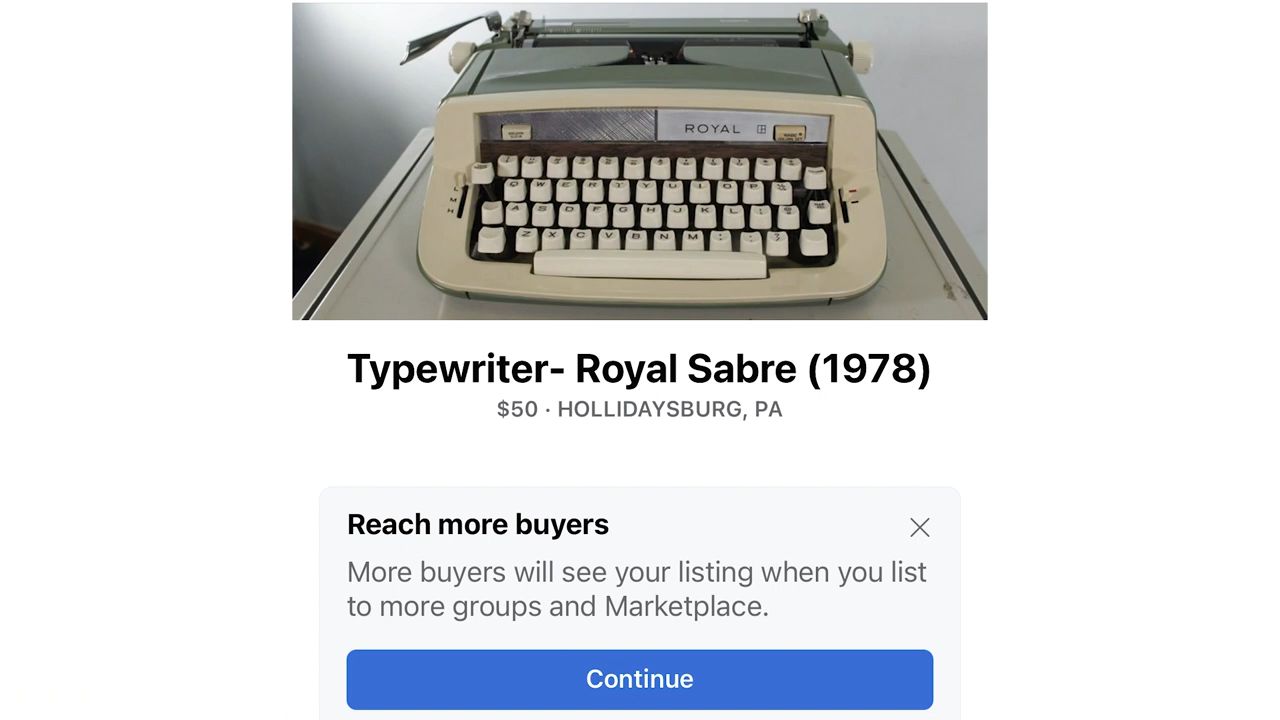 ROYAL
Q W E R T Y U I O P
A S D F G H J K L
Z X C V B N M
L
M
H
Typewriter- Royal Sabre (1978)
$50 · HOLLIDAYSBURG, PA
Reach more buyers
More buyers will see your listing when you list
to more groups and Marketplace.
Continue